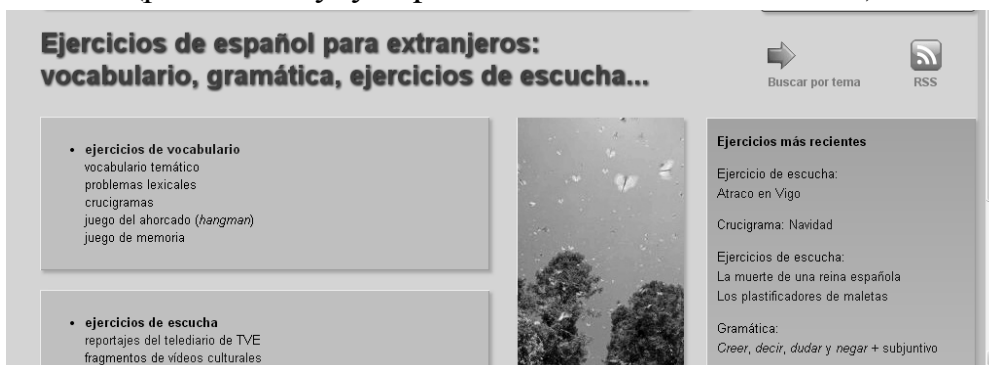 Ejercicios de español para extranjeros:
vocabulario, gramática, ejercicios de escucha...
Buscar por tema
RSS
• ejercicios de vocabulario
vocabulario temático
problemas lexicales
crucigramas
juego del ahorcado (hangman)
juego de memoria
• ejercicios de escucha
reportajes del telediario de TVE
fragmentos de vídeos culturales
Ejercicios más recientes
Ejercicio de escucha:
Atraco en Vigo
Crucigrama: Navidad
Ejercicios de escucha:
La muerte de una reina española
Los plastificadores de maletas
Gramática:
Creer, decir, dudar y negar + subjuntivo